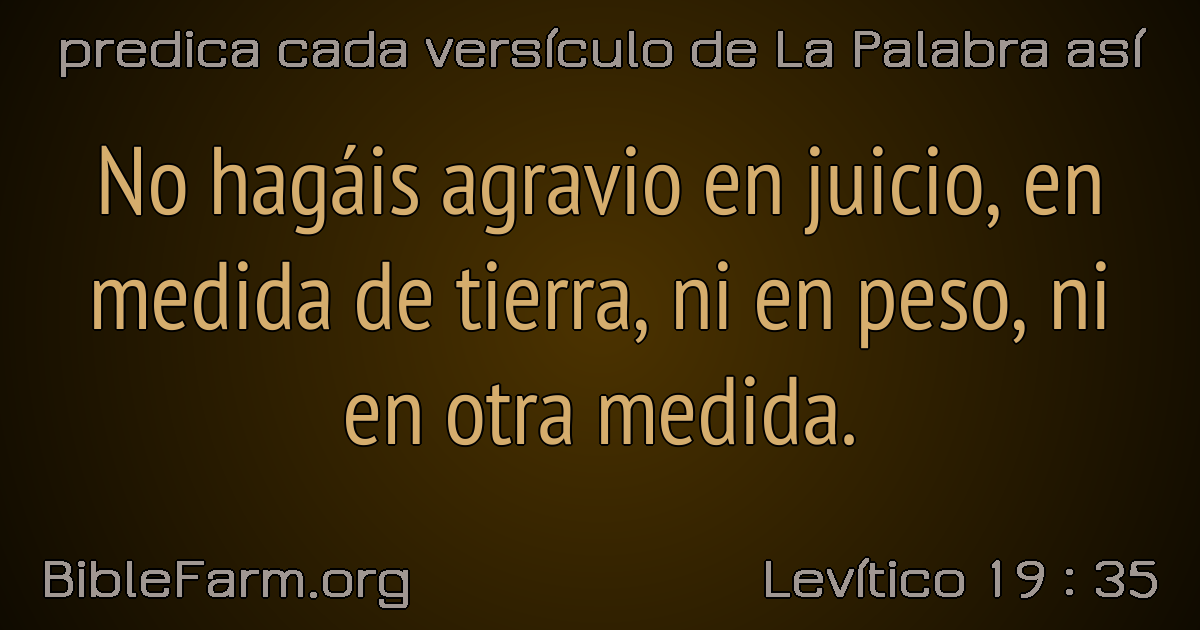 predica cada versículo de La Palabra así
No hagáis agravio en juicio, en
medida de tierra, ni en peso, ni
en otra medida.
BibleFarm.org
Levítico 19 : 35